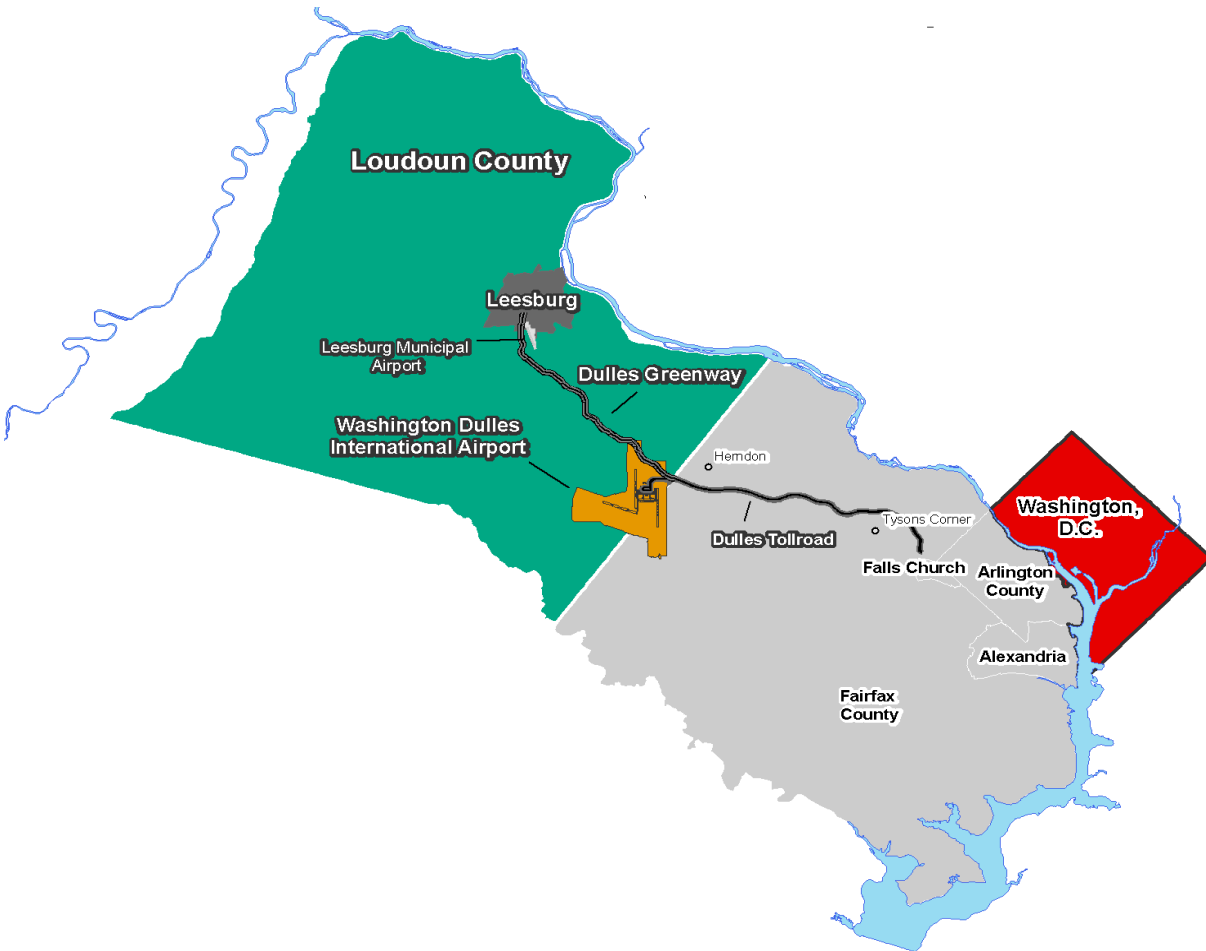 Loudoun County
Leesburg
Leesburg Municipal
Airport
Dulles Greenway
Washington Dulles
International Airport
Herndon
Washington,
D.C.
Tysons Corner
Dulles Tollroad
Falls Church
Arlington
County
Alexandria
Fairfax
County